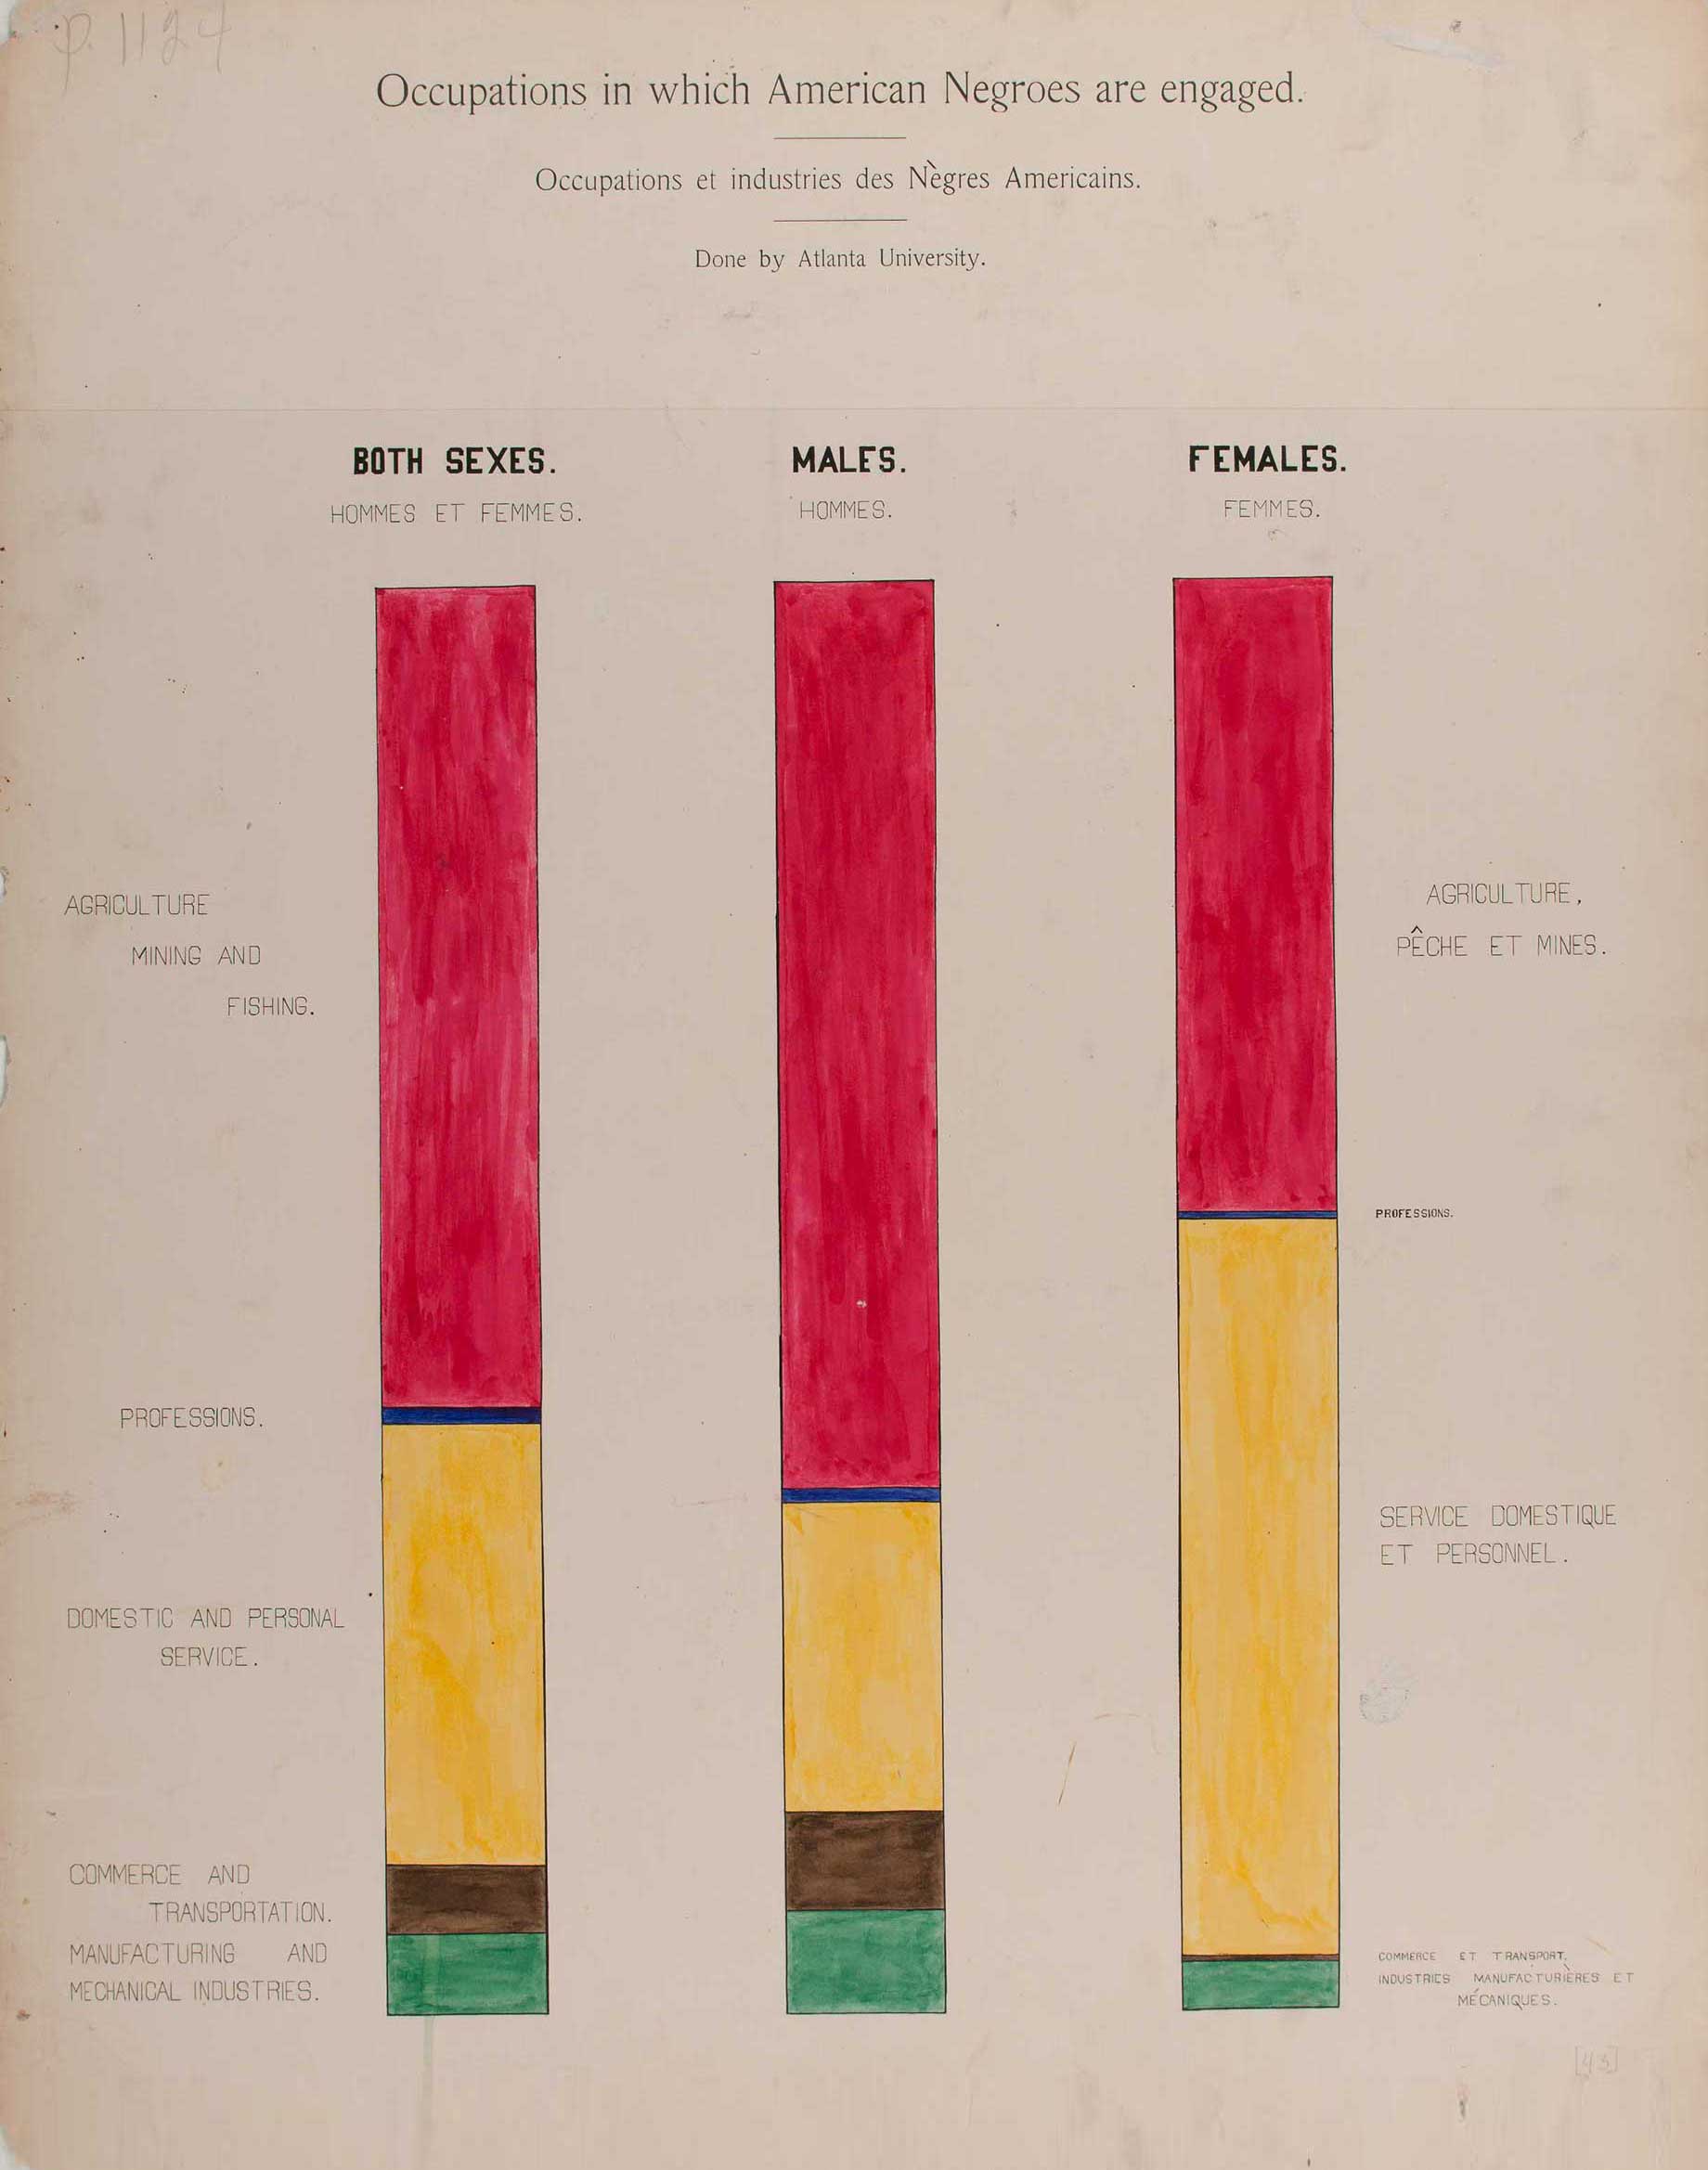 p. 1124
Occupations in which American Negroes are engaged.
Occupations et industries des Nègres Americains.
Done by Atlanta University.
BOTH SEXES.
HOMMES ET FEMMES.
MALES.
HOMMES.
FEMALES.
FEMMES.
AGRICULTURE
MINING AND
FISHING.
PROFESSIONS.
DOMESTIC AND PERSONAL
SERVICE.
COMMERCE AND
TRANSPORTATION.
MANUFACTURING AND
MECHANICAL INDUSTRIES.
AGRICULTURE,
PÊCHE ET MINES.
PROFESSIONS.
SERVICE DOMESTIQUE
ET PERSONNEL.
COMMERCE ET TRANSPORT.
INDUSTRIES MANUFACTURIÈRES ET
MÉCANIQUES.
[43]